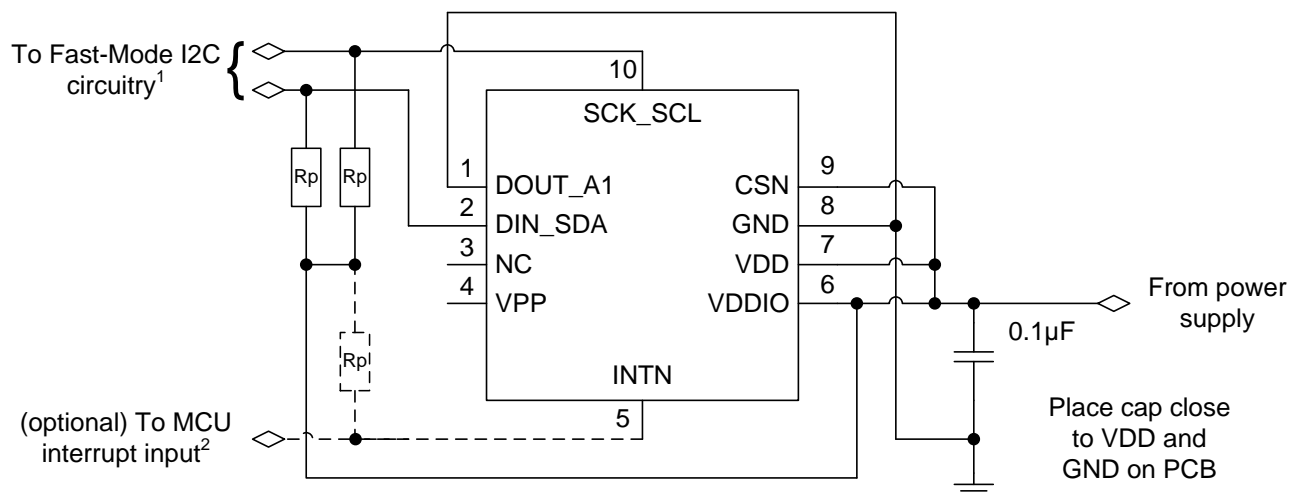 To Fast-Mode I2C
circuitry1
{
10
SCK_SCL
Rp
Rp
1
DOUT_A1
2
DIN_SDA
3
NC
4
VPP
9
CSN
8
GND
7
VDD
6
VDDIO
From power
supply
0.1µF
Rp
INTN
5
(optional) To MCU
interrupt input2
Place cap close
to VDD and
GND on PCB